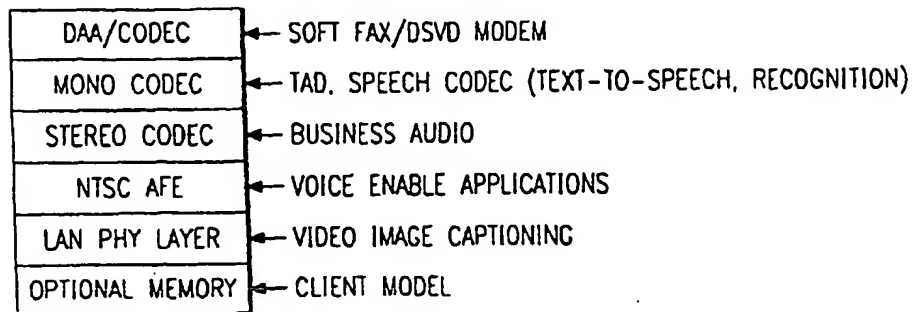 DAA/CODEC SOFT FAX/DSVD MODEM
MONO CODEC TAD, SPEECH CODEC (TEXT-TO-SPEECH, RECOGNITION)
STEREO CODEC BUSINESS AUDIO
NTSC AFE VOICE ENABLE APPLICATIONS
LAN PHY LAYER VIDEO IMAGE CAPTIONING
OPTIONAL MEMORY CLIENT MODEL